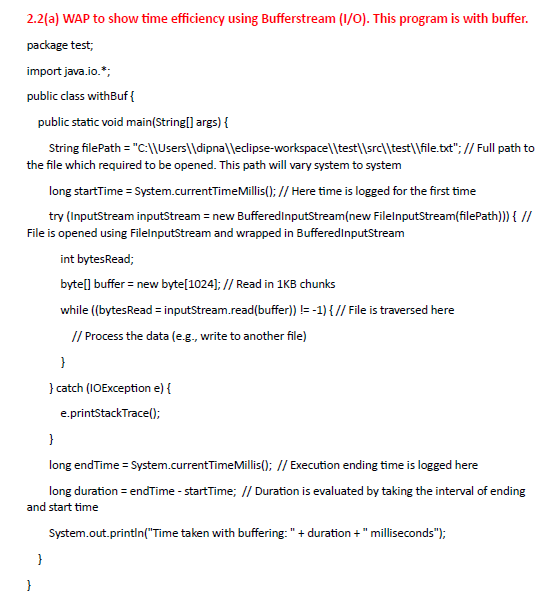 2.2(a) WAP to show time efficiency using Bufferstream (I/O). This program is with buffer.
package test;
import java.io.*;
public class withBuf {
public static void main(String[] args) {
String filePath = "C:\\Users\\dipna\\eclipse-workspace\\test\\src\\test\\file.txt"; // Full path to
the file which required to be opened. This path will vary system to system
long startTime = System.currentTimeMillis(); // Here time is logged for the first time
try (InputStream inputStream = new BufferedInputStream(new FileInputStream(filePath))) { //
File is opened using FileInputStream and wrapped in BufferedInputStream
int bytesRead;
byte[] buffer = new byte[1024]; // Read in 1KB chunks
while ((bytesRead = inputStream.read(buffer)) != -1) { // File is traversed here
// Process the data (e.g., write to another file)
}
} catch (IOException e) {
e.printStackTrace();
}
long endTime = System.currentTimeMillis(); // Execution ending time is logged here
long duration = endTime - startTime; // Duration is evaluated by taking the interval of ending
and start time
System.out.println("Time taken with buffering: " + duration + " milliseconds");
}
}